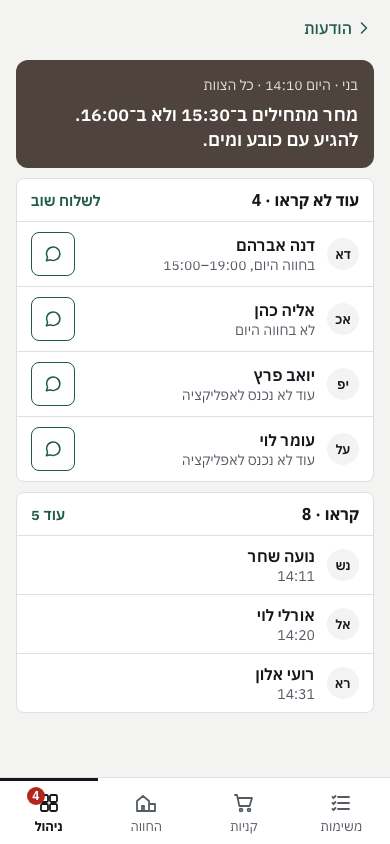 הודעות
בני · היום 14:10 · כל הצוות
מחר מתחילים ב־15:30 ולא ב־16:00.
להגיע עם כובע ומים.
עוד לא קראו · 4
לשלוח שוב
דא
דנה אברהם
בחווה היום, 15:00–19:00
אכ
אליה כהן
לא בחווה היום
יפ
יואב פרץ
עוד לא נכנס לאפליקציה
על
עומר לוי
עוד לא נכנס לאפליקציה
קראו · 8
עוד 5
נש
נועה שחר
14:11
אל
אורלי לוי
14:20
רא
רועי אלון
14:31
משימות
קניות
החווה
4
ניהול